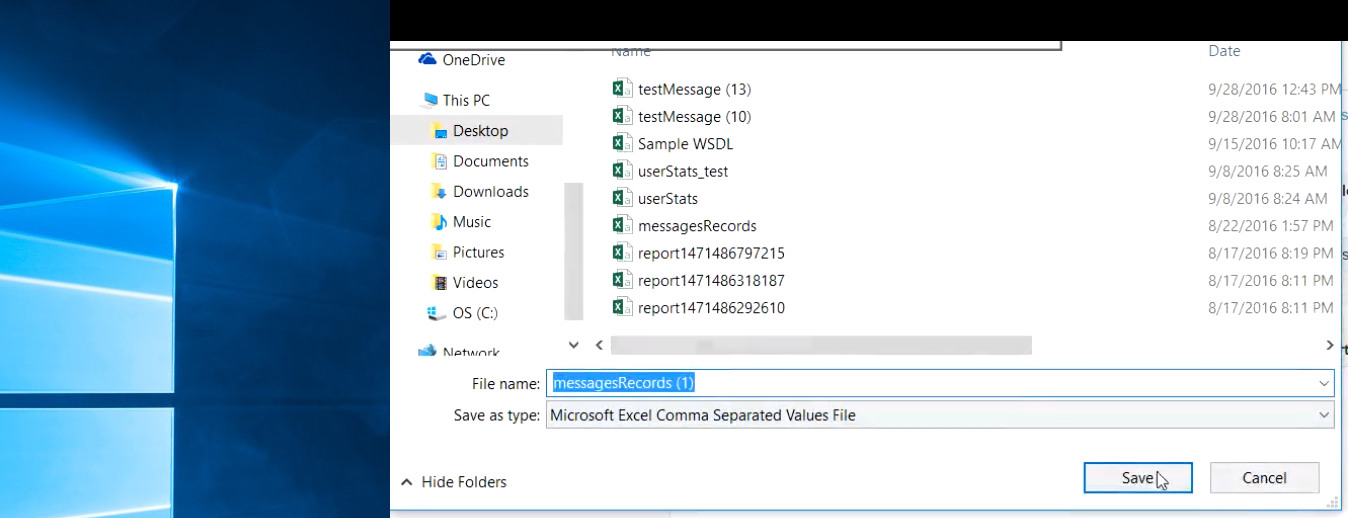 Name Date
OneDrive
This PC
Desktop
Documents
Downloads
Music
Pictures
Videos
OS (C:)
Network
testMessage (13) 9/28/2016 12:43 PM
testMessage (10) 9/28/2016 8:01 AM
Sample WSDL 9/15/2016 10:17 AM
userStats_test 9/8/2016 8:25 AM
userStats 9/8/2016 8:24 AM
messagesRecords 8/22/2016 1:57 PM
report1471486797215 8/17/2016 8:19 PM
report1471486318187 8/17/2016 8:11 PM
report1471486292610 8/17/2016 8:11 PM
File name: messagesRecords (1)
Save as type: Microsoft Excel Comma Separated Values File
Hide Folders
Save Cancel